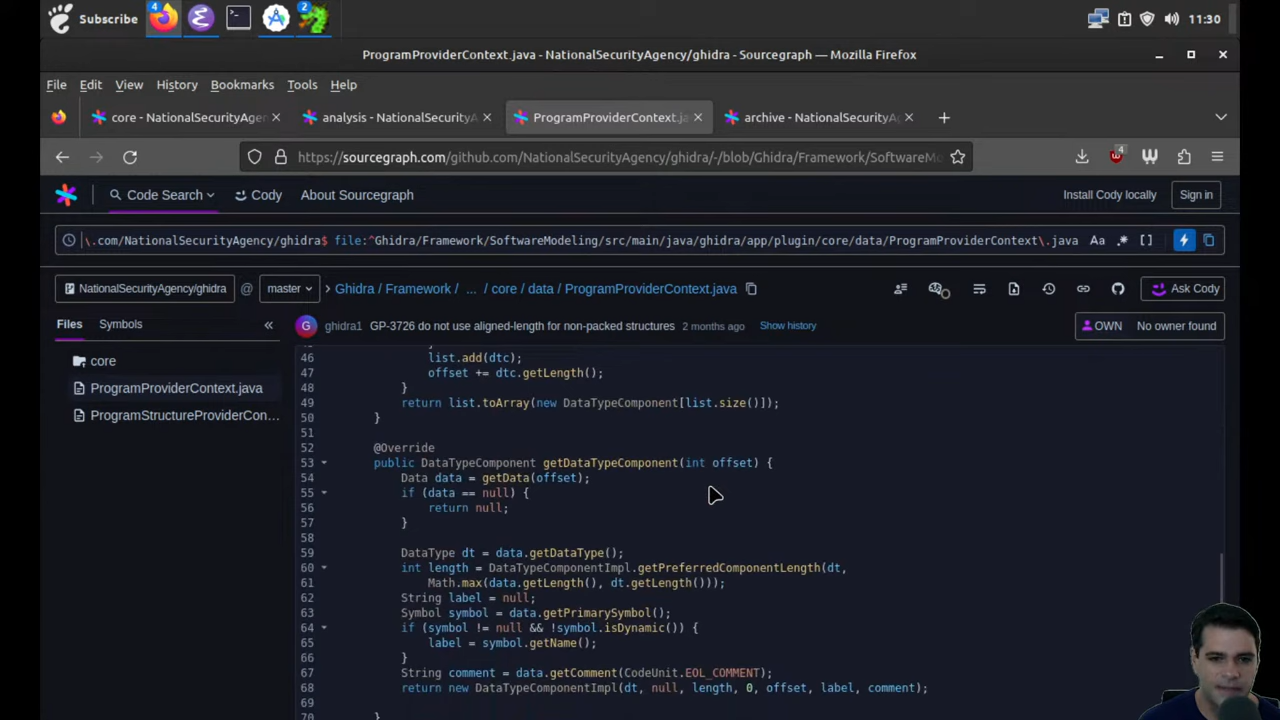 Subscribe 4 2 11:30
ProgramProviderContext.java - NationalSecurityAgency/ghidra - Sourcegraph — Mozilla Firefox
File Edit View History Bookmarks Tools Help
core - NationalSecurityAgen analysis - NationalSecurityA ProgramProviderContext.ja archive - NationalSecurityAg
https://sourcegraph.com/github.com/NationalSecurityAgency/ghidra/-/blob/Ghidra/Framework/SoftwareMo 4
Code Search Cody About Sourcegraph Install Cody locally Sign in
\.com/NationalSecurityAgency/ghidra$ file:^Ghidra/Framework/SoftwareModeling/src/main/java/ghidra/app/plugin/core/data/ProgramProviderContext\.java Aa .* []
NationalSecurityAgency/ghidra @ master > Ghidra / Framework / ... / core / data / ProgramProviderContext.java Ask Cody
Files Symbols « G ghidra1 GP-3726 do not use aligned-length for non-packed structures 2 months ago Show history OWN No owner found
core
ProgramProviderContext.java
ProgramStructureProviderCon...
45 }
46 list.add(dtc);
47 offset += dtc.getLength();
48 }
49 return list.toArray(new DataTypeComponent[list.size()]);
50 }
51
52 @Override
53 public DataTypeComponent getDataTypeComponent(int offset) {
54 Data data = getData(offset);
55 if (data == null) {
56 return null;
57 }
58
59 DataType dt = data.getDataType();
60 int length = DataTypeComponentImpl.getPreferredComponentLength(dt,
61 Math.max(data.getLength(), dt.getLength()));
62 String label = null;
63 Symbol symbol = data.getPrimarySymbol();
64 if (symbol != null && !symbol.isDynamic()) {
65 label = symbol.getName();
66 }
67 String comment = data.getComment(CodeUnit.EOL_COMMENT);
68 return new DataTypeComponentImpl(dt, null, length, 0, offset, label, comment);
69
70 }